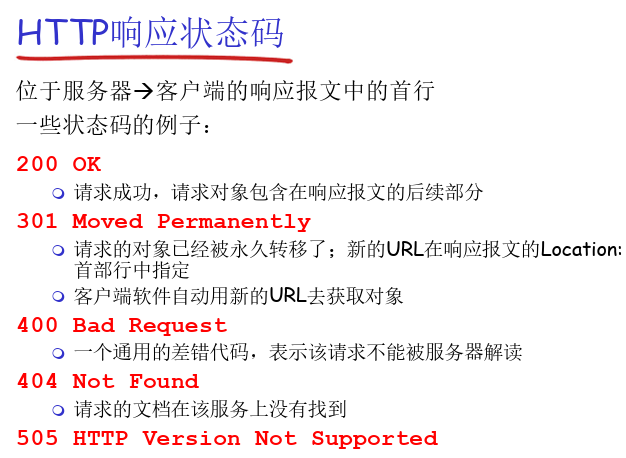 HTTP响应状态码
位于服务器→客户端的响应报文中的首行
一些状态码的例子：
200 OK
请求成功，请求对象包含在响应报文的后续部分
301 Moved Permanently
请求的对象已经被永久转移了；新的URL在响应报文的Location:
首部行中指定
客户端软件自动用新的URL去获取对象
400 Bad Request
一个通用的差错代码，表示该请求不能被服务器解读
404 Not Found
请求的文档在该服务上没有找到
505 HTTP Version Not Supported